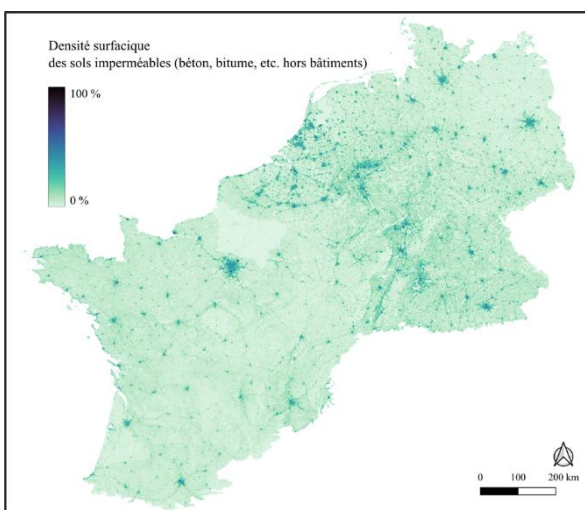 Densité surfacique
des sols imperméables (béton, bitume, etc. hors bâtiments)
100 %
0 %
0 100 200 km